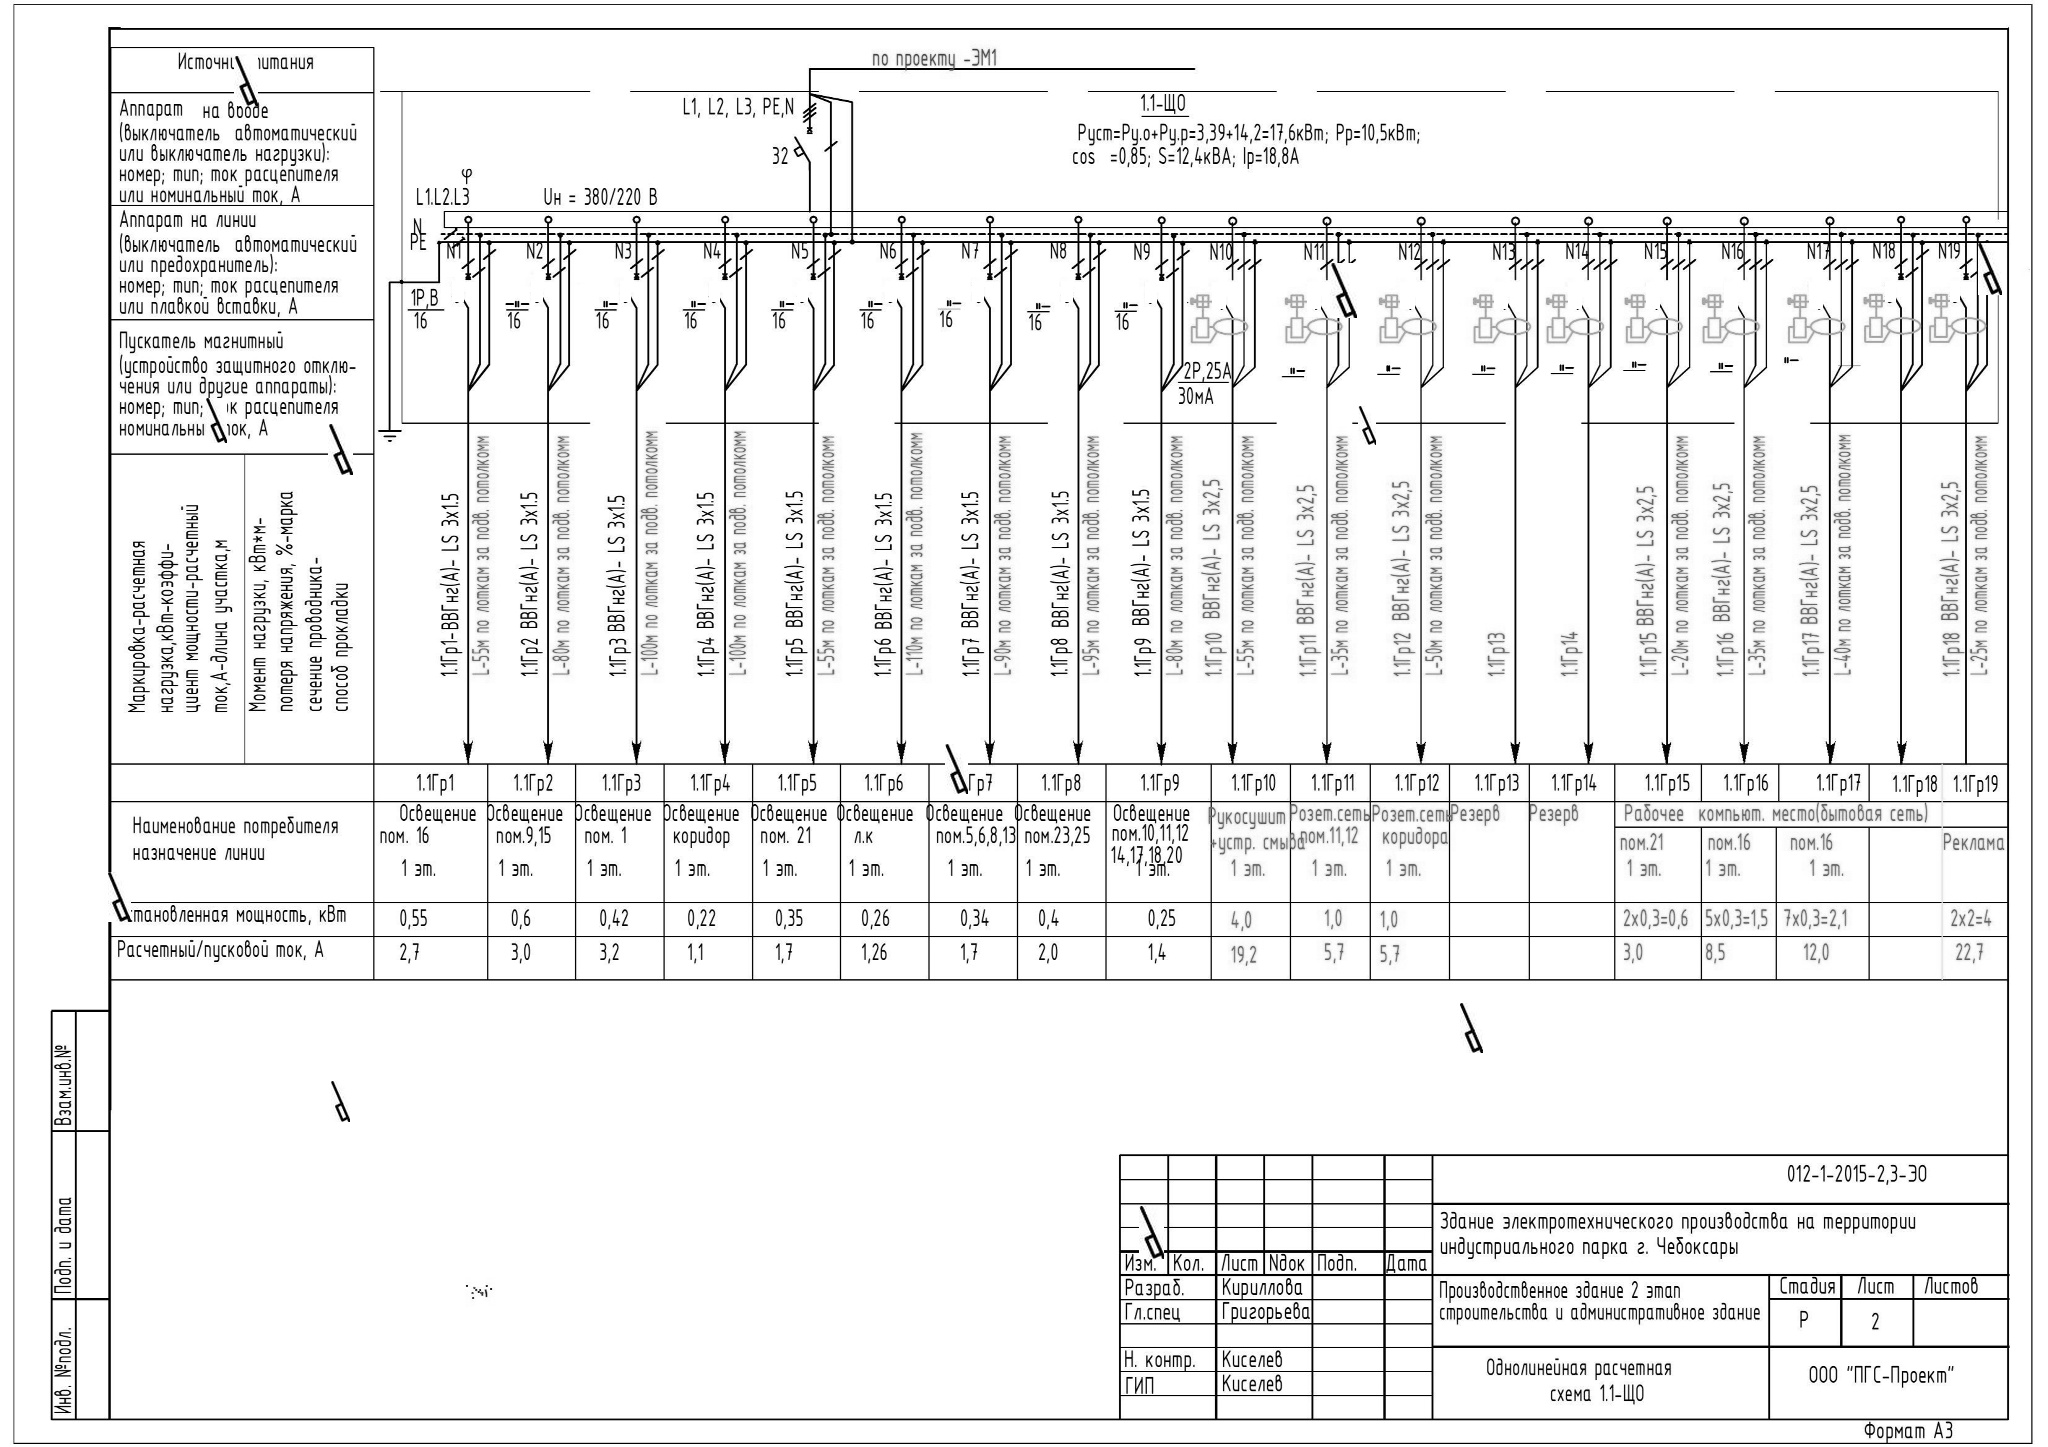 Источни итания
Аппарат на вводе
(выключатель автоматический
или выключатель нагрузки):
номер; тип; ток расцепителя
или номинальный ток, А
Аппарат на линии
(выключатель автоматический
или предохранитель):
номер; тип; ток расцепителя
или плавкой вставки, А
Пускатель магнитный
(устройство защитного отклю-
чения или другие аппараты):
номер; тип; ок расцепителя
номинальны ок, А
Маркировка-расчетная
нагрузка,кВт-коэффи-
циент мощности-расчетный
ток,А-длина участка,м
Момент нагрузки, кВт*м-
потеря напряжения, %-марка
сечение проводника-
способ прокладки
по проекту -ЭМ1
L1, L2, L3, PE,N
32
1.1-ЩО
Руст=Ру.о+Ру.р=3,39+14,2=17,6кВт; Рр=10,5кВт;
cos =0,85; S=12,4кВА; Iр=18,8А
φ
L1.L2.L3
Uн = 380/220 В
N
PE
N1 N2 N3 N4 N5 N6 N7 N8 N9 N10 N11 N12 N13 N14 N15 N16 N17 N18 N19
1Р,В
16
-"- 16 -"- 16 -"- 16 -"- 16 -"- 16 -"- 16 -"- 16 -"- 16
2Р,25А
30мА
-"- -"- -"- -"- -"- -"- -"-
1.1Гр1-ВВГнг(А)- LS 3х1.5
L-55м по лоткам за подв. потолкомм
1.1Гр2 ВВГнг(А)- LS 3х1.5
L-80м по лоткам за подв. потолкомм
1.1Гр3 ВВГнг(А)- LS 3х1.5
L-100м по лоткам за подв. потолкомм
1.1Гр4 ВВГнг(А)- LS 3х1.5
L-100м по лоткам за подв. потолкомм
1.1Гр5 ВВГнг(А)- LS 3х1.5
L-55м по лоткам за подв. потолкомм
1.1Гр6 ВВГнг(А)- LS 3х1.5
L-110м по лоткам за подв. потолкомм
1.1Гр7 ВВГнг(А)- LS 3х1.5
L-90м по лоткам за подв. потолкомм
1.1Гр8 ВВГнг(А)- LS 3х1.5
L-95м по лоткам за подв. потолкомм
1.1Гр9 ВВГнг(А)- LS 3х1.5
L-80м по лоткам за подв. потолкомм
1.1Гр10 ВВГнг(А)- LS 3х2,5
L-55м по лоткам за подв. потолкомм
1.1Гр11 ВВГнг(А)- LS 3х2,5
L-35м по лоткам за подв. потолкомм
1.1Гр12 ВВГнг(А)- LS 3х2,5
L-50м по лоткам за подв. потолкомм
1.1Гр13
1.1Гр14
1.1Гр15 ВВГнг(А)- LS 3х2,5
L-20м по лоткам за подв. потолкомм
1.1Гр16 ВВГнг(А)- LS 3х2,5
L-35м по лоткам за подв. потолкомм
1.1Гр17 ВВГнг(А)- LS 3х2,5
L-40м по лоткам за подв. потолкомм
1.1Гр18 ВВГнг(А)- LS 3х2,5
L-25м по лоткам за подв. потолкомм
1.1Гр1 1.1Гр2 1.1Гр3 1.1Гр4 1.1Гр5 1.1Гр6 Гр7 1.1Гр8 1.1Гр9 1.1Гр10 1.1Гр11 1.1Гр12 1.1Гр13 1.1Гр14 1.1Гр15 1.1Гр16 1.1Гр17 1.1Гр18 1.1Гр19
Наименование потребителя
назначение линии
Освещение
пом. 16
1 эт.
Освещение
пом.9,15
1 эт.
Освещение
пом. 1
1 эт.
Освещение
коридор
1 эт.
Освещение
пом. 21
1 эт.
Освещение
л.к
1 эт.
Освещение
пом.5,6,8,13
1 эт.
Освещение
пом.23,25
1 эт.
Освещение
пом.10,11,12
14,17,18,20
1 эт.
Рукосушит
+устр. смыва
1 эт.
Розет.сеть
пом.11,12
1 эт.
Розет.сеть
коридора
1 эт.
Резерв
Резерв
Рабочее компьют. место(бытовая сеть)
пом.21
1 эт.
пом.16
1 эт.
пом.16
1 эт.
Реклама
тановленная мощность, кВт 0,55 0,6 0,42 0,22 0,35 0,26 0,34 0,4 0,25 4,0 1,0 1,0 2х0,3=0,6 5х0,3=1,5 7х0,3=2,1 2х2=4
Расчетный/пусковой ток, А 2,7 3,0 3,2 1,1 1,7 1,26 1,7 2,0 1,4 19,2 5,7 5,7 3,0 8,5 12,0 22,7
Взам.инв.№
Подп. и дата
Инв. №подл.
012-1-2015-2,3-ЭО
Здание электротехнического производства на территории
индустриального парка г. Чебоксары
Изм. Кол. Лист Nдок Подп. Дата
Разраб. Кириллова
Гл.спец Григорьева
Н. контр. Киселев
ГИП Киселев
Производственное здание 2 этап
строительства и административное здание
Стадия Лист Листов
Р 2
Однолинейная расчетная
схема 1.1-ЩО
ООО "ПГС-Проект"
Формат А3